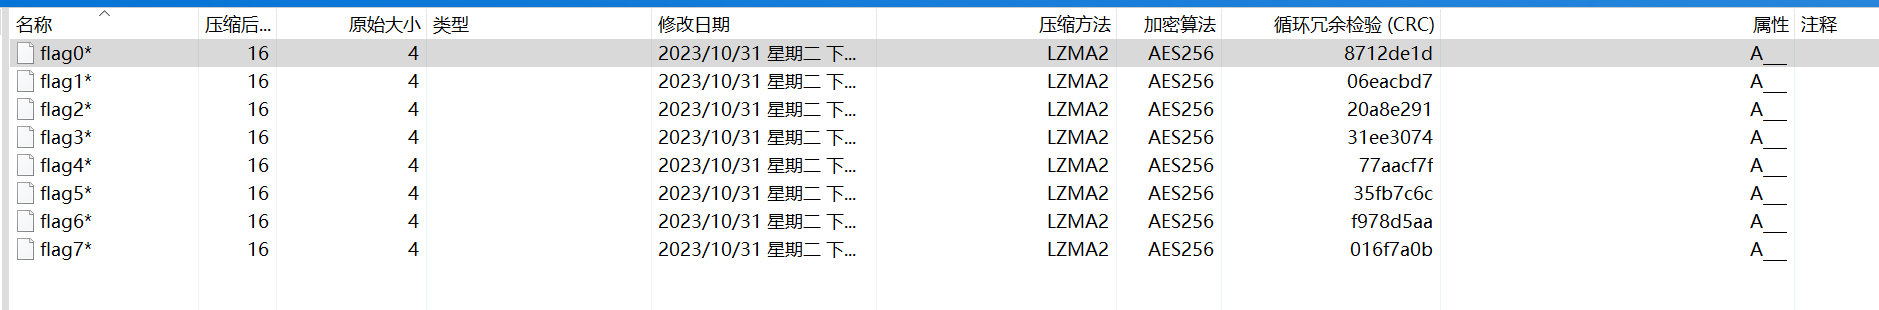 名称 压缩后... 原始大小 类型 修改日期 压缩方法 加密算法 循环冗余检验 (CRC) 属性 注释
flag0* 16 4 2023/10/31 星期二 下... LZMA2 AES256 8712de1d A__
flag1* 16 4 2023/10/31 星期二 下... LZMA2 AES256 06eacbd7 A__
flag2* 16 4 2023/10/31 星期二 下... LZMA2 AES256 20a8e291 A__
flag3* 16 4 2023/10/31 星期二 下... LZMA2 AES256 31ee3074 A__
flag4* 16 4 2023/10/31 星期二 下... LZMA2 AES256 77aacf7f A__
flag5* 16 4 2023/10/31 星期二 下... LZMA2 AES256 35fb7c6c A__
flag6* 16 4 2023/10/31 星期二 下... LZMA2 AES256 f978d5aa A__
flag7* 16 4 2023/10/31 星期二 下... LZMA2 AES256 016f7a0b A__